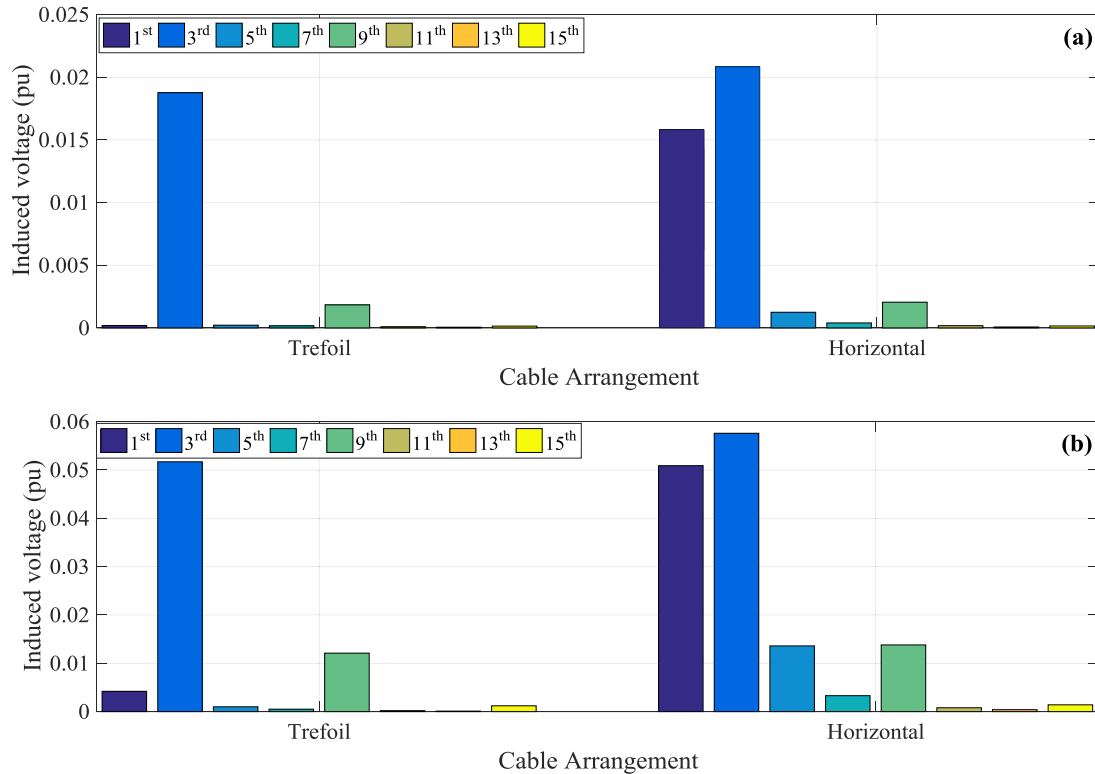 0.025
0.02
0.015
0.01
0.005
0
Induced voltage (pu)
1st 3rd 5th 7th 9th 11th 13th 15th
(a)
Trefoil Horizontal
Cable Arrangement
0.06
0.05
0.04
0.03
0.02
0.01
0
Induced voltage (pu)
1st 3rd 5th 7th 9th 11th 13th 15th
(b)
Trefoil Horizontal
Cable Arrangement